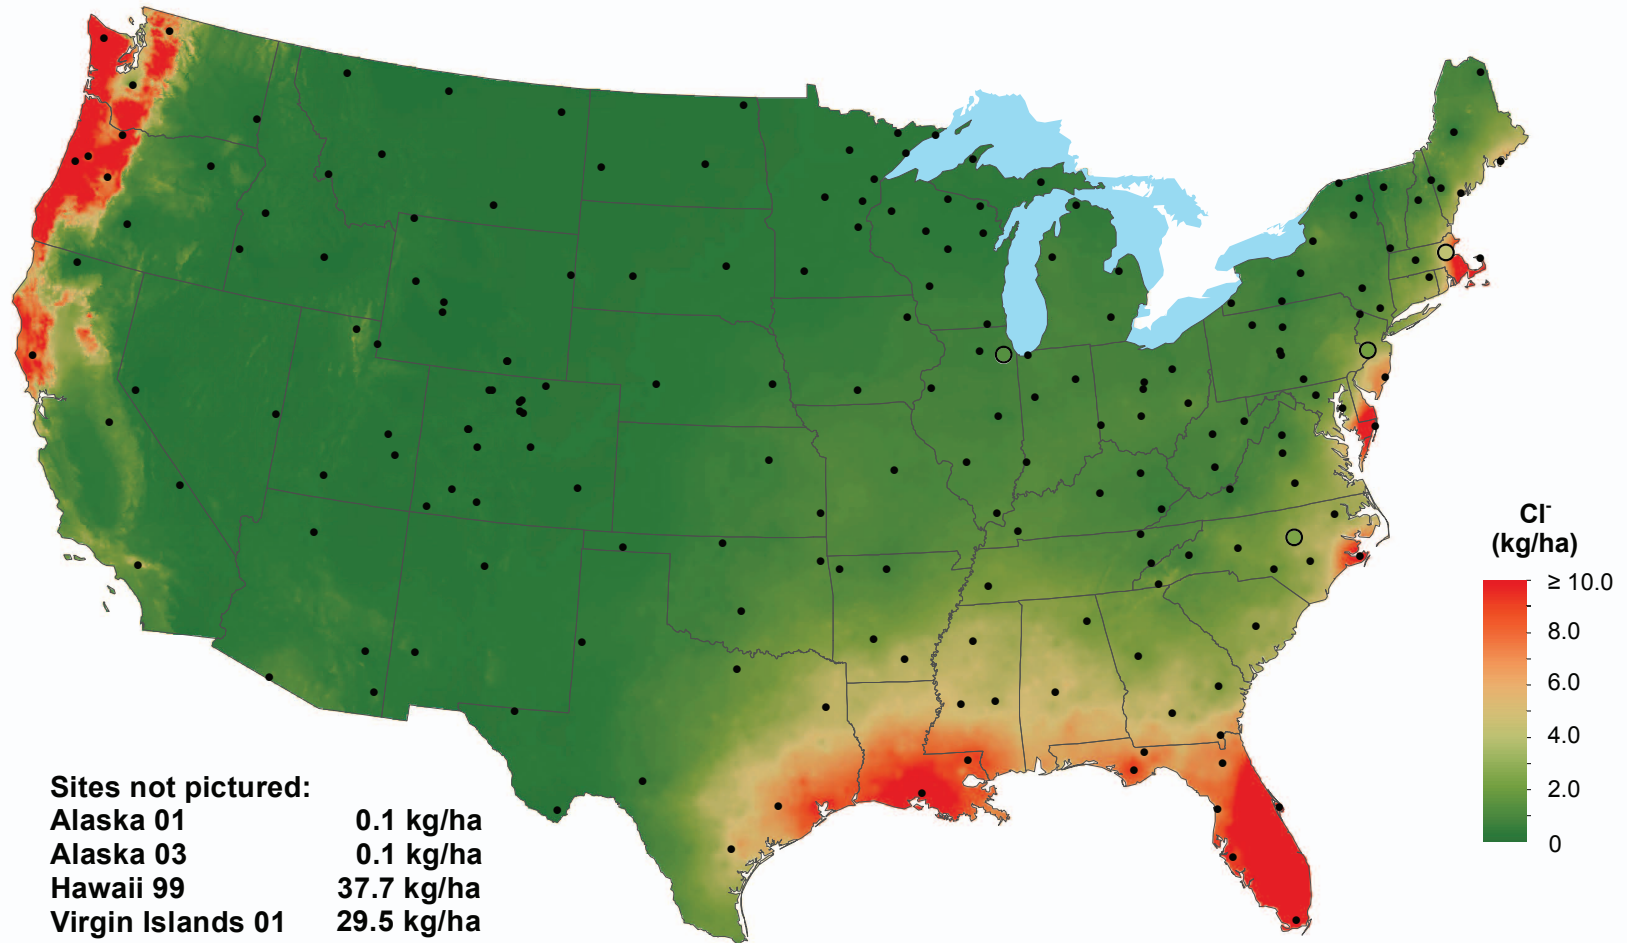 Cl-
(kg/ha)
≥ 10.0
8.0
6.0
4.0
2.0
0
Sites not pictured:
Alaska 01 0.1 kg/ha
Alaska 03 0.1 kg/ha
Hawaii 99 37.7 kg/ha
Virgin Islands 01 29.5 kg/ha